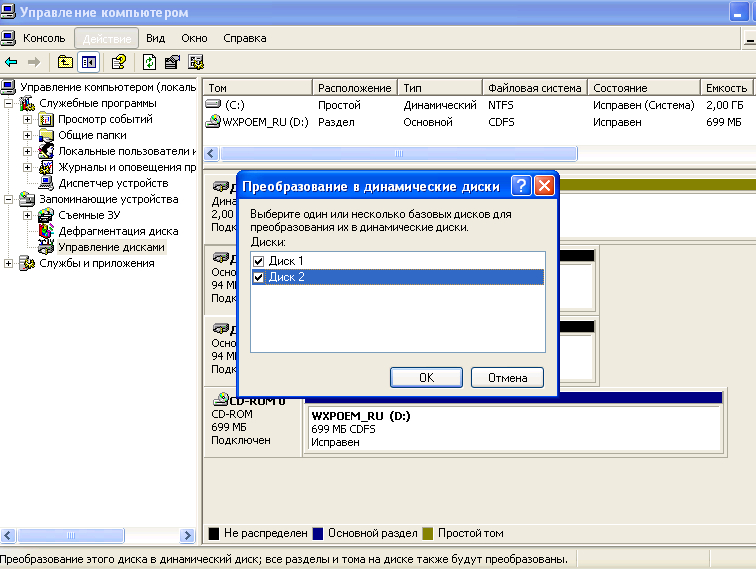 Управление компьютером
Консоль Действие Вид Окно Справка
Управление компьютером (локаль
Служебные программы
Просмотр событий
Общие папки
Локальные пользователи и
Журналы и оповещения пр
Диспетчер устройств
Запоминающие устройства
Съемные ЗУ
Дефрагментация диска
Управление дисками
Службы и приложения
Том Расположение Тип Файловая система Состояние Емкость
(C:) Простой Динамический NTFS Исправен (Система) 2,00 ГБ
WXPOEM_RU (D:) Раздел Основной CDFS Исправен 699 МБ
Преобразование в динамические диски
Выберите один или несколько базовых дисков для
преобразования их в динамические диски.
Диски:
Диск 1
Диск 2
OK Отмена
Д
Дина
2,00
Подк
Д
Осно
94 М
Подк
Д
Осно
94 М
Подк
CD-ROM 0
CD-ROM
699 МБ
Подключен
WXPOEM_RU (D:)
699 МБ CDFS
Исправен
Не распределен Основной раздел Простой том
Преобразование этого диска в динамический диск; все разделы и тома на диске также будут преобразованы.